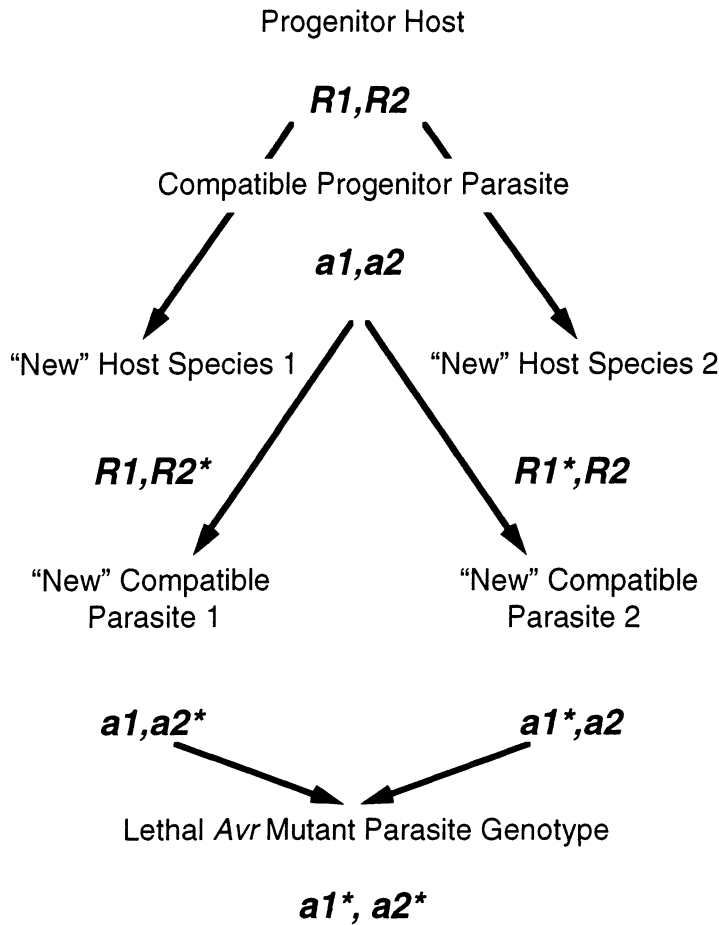 Progenitor Host
R1,R2
Compatible Progenitor Parasite
a1,a2
“New” Host Species 1
“New” Host Species 2
R1,R2*
R1*,R2
“New” Compatible
Parasite 1
“New” Compatible
Parasite 2
a1,a2*
a1*,a2
Lethal Avr Mutant Parasite Genotype
a1*, a2*